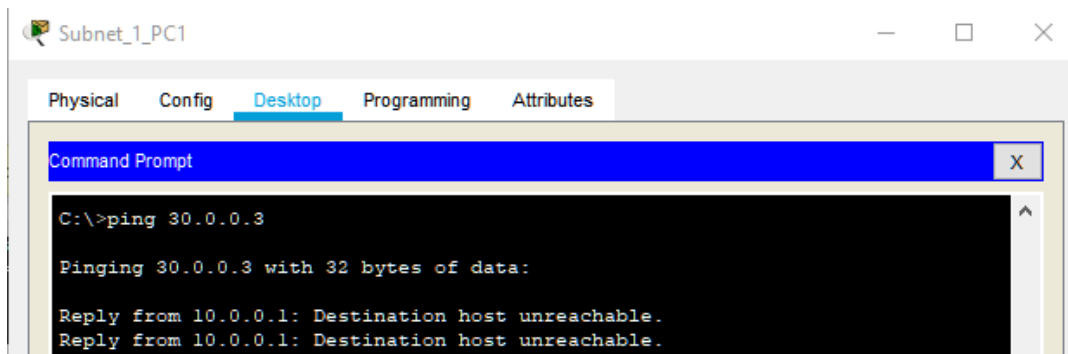 Subnet_1_PC1
Physical Config Desktop Programming Attributes
Command Prompt X
C:\>ping 30.0.0.3
Pinging 30.0.0.3 with 32 bytes of data:
Reply from 10.0.0.1: Destination host unreachable.
Reply from 10.0.0.1: Destination host unreachable.